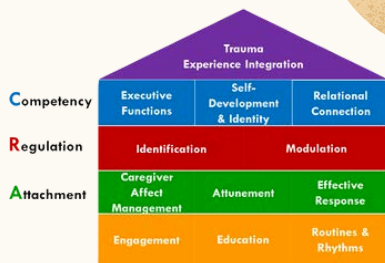 Trauma
Experience Integration
Competency
Executive
Functions
Self-
Development
& Identity
Relational
Connection
Regulation
Identification
Modulation
Attachment
Caregiver
Affect
Management
Attunement
Effective
Response
Engagement
Education
Routines &
Rhythms